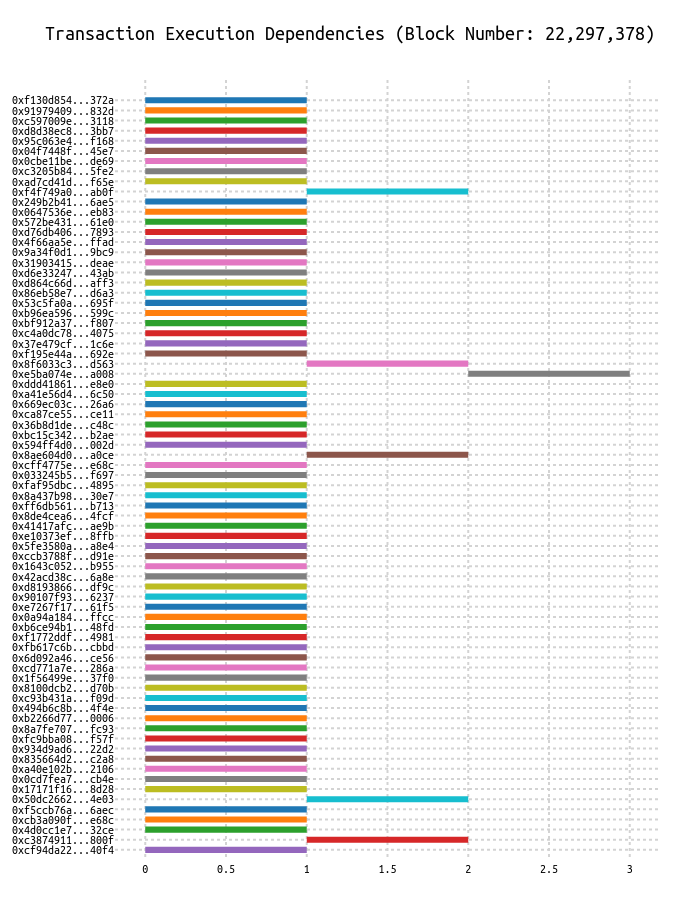 Transaction Execution Dependencies (Block Number: 22,297,378)
0xf130d854...372a
0x91979409...832d
0xc597009e...3118
0xd8d38ec8...3bb7
0x95c063e4...f168
0x04f7448f...45e7
0x0cbe11be...de69
0xc3205b84...5fe2
0xad7cd41d...f65e
0xf4f749a0...ab0f
0x249b2b41...6ae5
0x0647536e...eb83
0x572be431...61e0
0xd76db406...7893
0x4f66aa5e...ffad
0x9a34f0d1...9bc9
0x31903415...deae
0xd6e33247...43ab
0xd864c66d...aff3
0x86eb58e7...d6a3
0x53c5fa0a...695f
0xb96ea596...599c
0xbf912a37...f807
0xc4a0dc78...4075
0x37e479cf...1c6e
0xf195e44a...692e
0x8f6033c3...d563
0xe5ba074e...a008
0xddd41861...e8e0
0xa41e56d4...6c50
0x669ec03c...26a6
0xca87ce55...ce11
0x36b8d1de...c48c
0xbc15c342...b2ae
0x594ff4d0...002d
0x8ae604d0...a0ce
0xcff4775e...e68c
0x033245b5...f697
0xfaf95dbc...4895
0x8a437b98...30e7
0xff6db561...b713
0x8de4cea6...4fcf
0x41417afc...ae9b
0xe10373ef...8ffb
0x5fe3580a...a8e4
0xccb3788f...d91e
0x1643c052...b955
0x42acd38c...6a8e
0xd8193866...df9c
0x90107f93...6237
0xe7267f17...61f5
0x0a94a184...ffcc
0xb6ce94b1...48fd
0xf1772ddf...4981
0xfb617c6b...cbbd
0x6d092a46...ce56
0xcd771a7e...286a
0x1f56499e...37f0
0x8100dcb2...d70b
0xc93b431a...f09d
0x494b6c8b...4f4e
0xb2266d77...0006
0x8a7fe707...fc93
0xfc9bba08...f57f
0x934d9ad6...22d2
0x835664d2...c2a8
0xa40e102b...2106
0x0cd7fea7...cb4e
0x17171f16...8d28
0x50dc2662...4e03
0xf5ccb76a...6aec
0xcb3a090f...e68c
0x4d0cc1e7...32ce
0xc3874911...800f
0xcf94da22...40f4
0 0.5 1 1.5 2 2.5 3